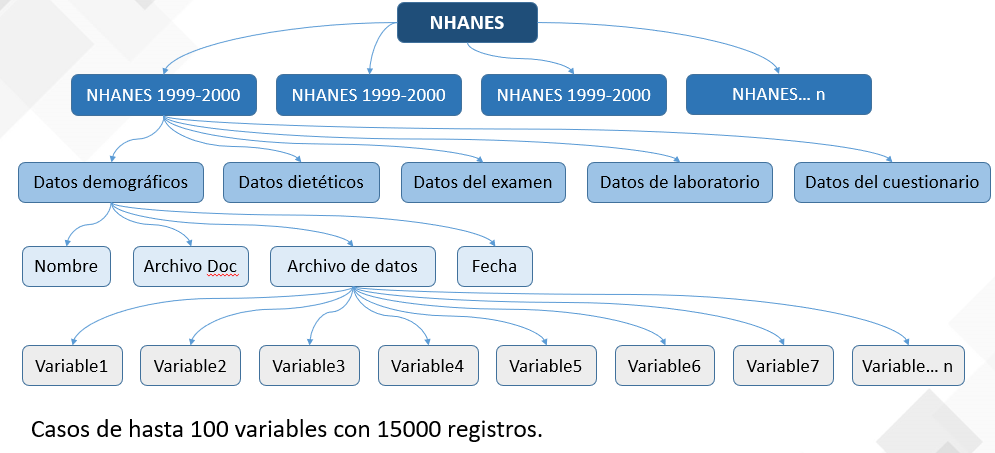 NHANES
NHANES 1999-2000
NHANES 1999-2000
NHANES 1999-2000
NHANES... n
Datos demográficos
Datos dietéticos
Datos del examen
Datos de laboratorio
Datos del cuestionario
Nombre
Archivo Doc
Archivo de datos
Fecha
Variable1
Variable2
Variable3
Variable4
Variable5
Variable6
Variable7
Variable... n
Casos de hasta 100 variables con 15000 registros.